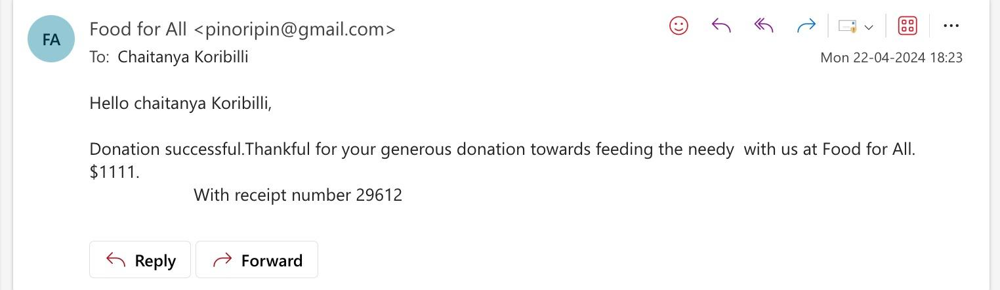 FA
Food for All <pinoripin@gmail.com>
To: Chaitanya Koribilli
Mon 22-04-2024 18:23
Hello chaitanya Koribilli,
Donation successful.Thankful for your generous donation towards feeding the needy  with us at Food for All.
$1111.
With receipt number 29612
Reply
Forward